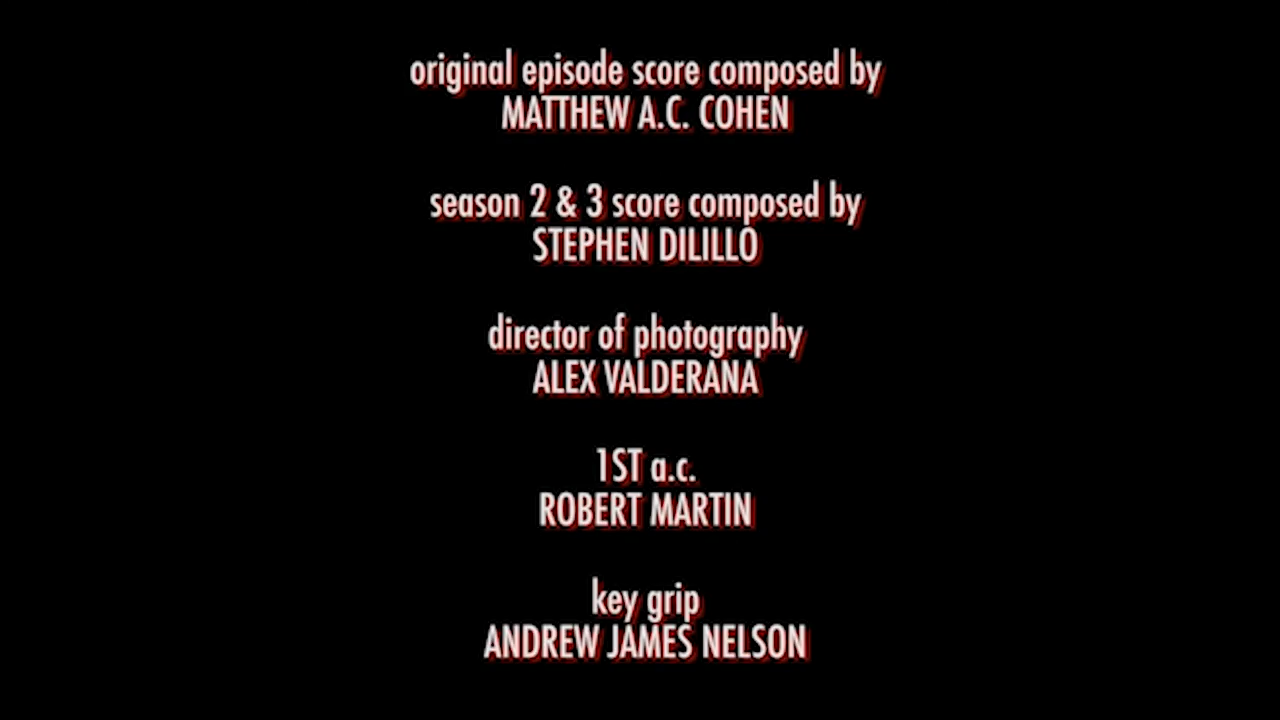 original episode score composed by
MATTHEW A.C. COHEN
season 2 & 3 score composed by
STEPHEN DILILLO
director of photography
ALEX VALDERANA
1ST a.c.
ROBERT MARTIN
key grip
ANDREW JAMES NELSON